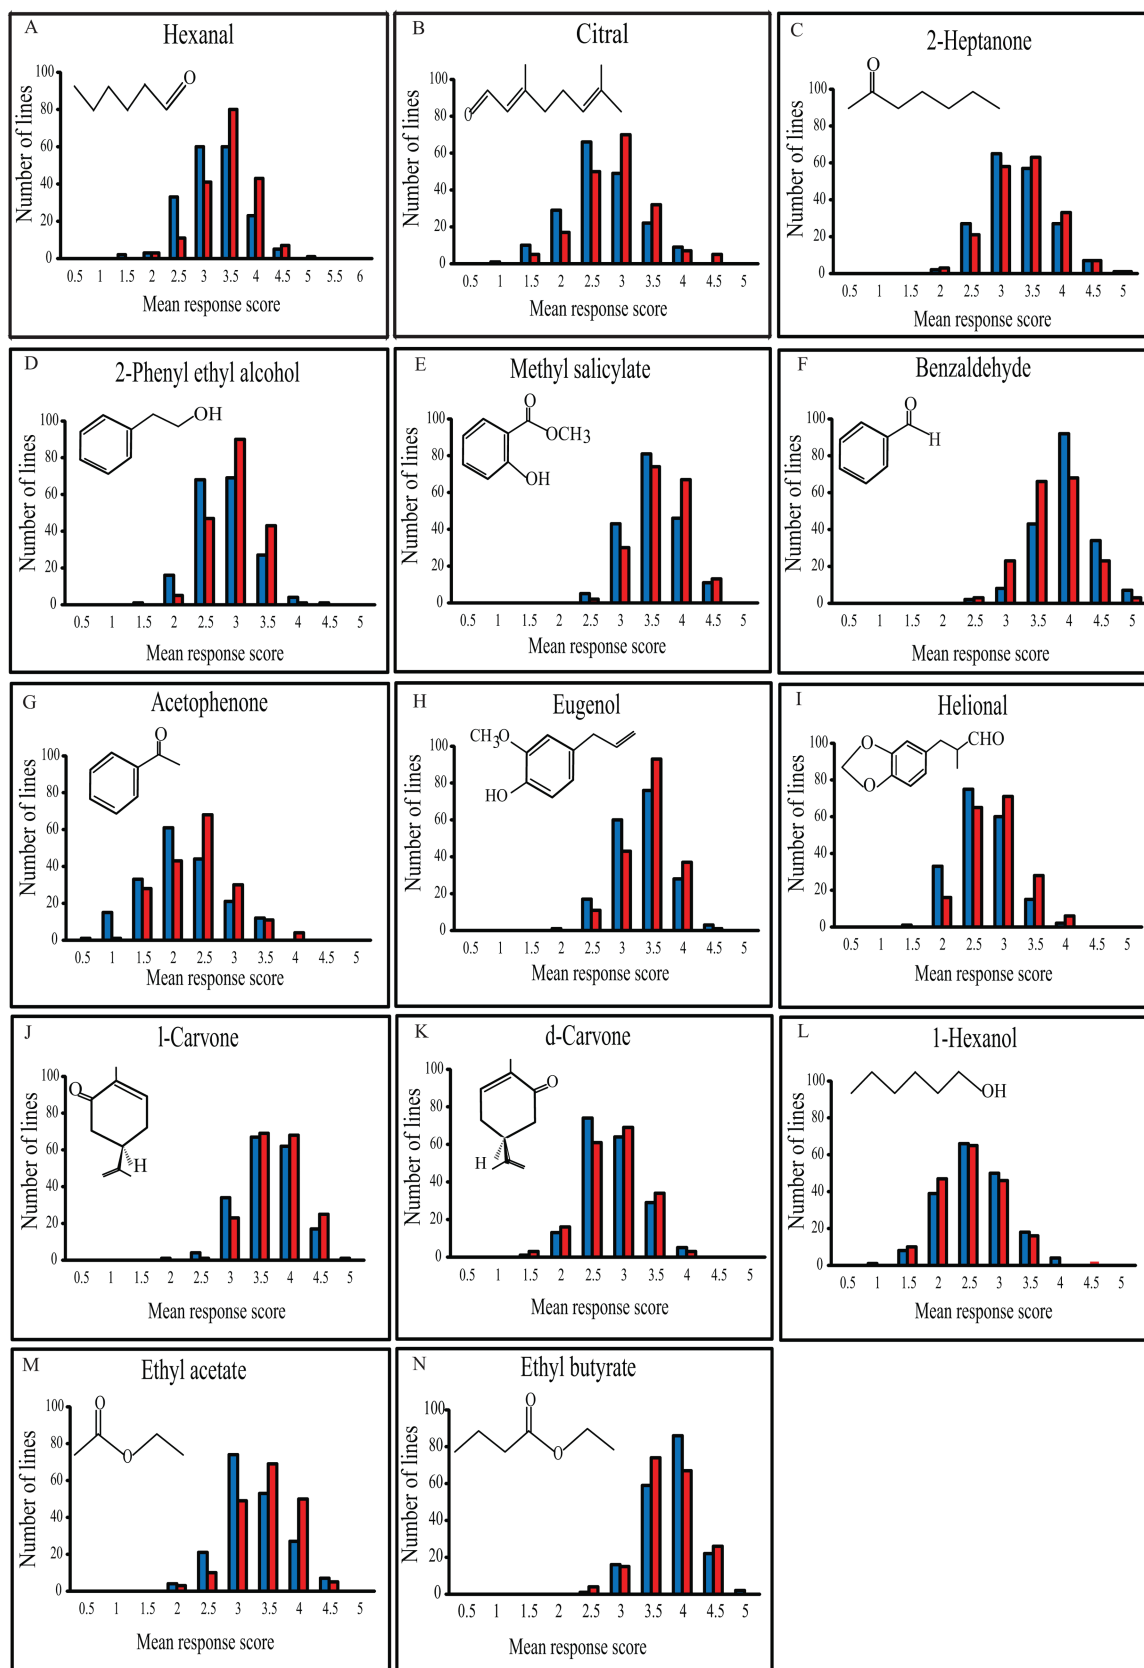 A
Hexanal
O
Number of lines
100
80
60
40
20
0
0.5 1 1.5 2 2.5 3 3.5 4 4.5 5 5.5 6
Mean response score
B
Citral
O
Number of lines
100
80
60
40
20
0
0.5 1 1.5 2 2.5 3 3.5 4 4.5 5
Mean response score
C
2-Heptanone
O
Number of lines
100
80
60
40
20
0
0.5 1 1.5 2 2.5 3 3.5 4 4.5 5
Mean response score
D
2-Phenyl ethyl alcohol
OH
Number of lines
100
80
60
40
20
0
0.5 1 1.5 2 2.5 3 3.5 4 4.5 5
Mean response score
E
Methyl salicylate
O
OCH3
OH
Number of lines
100
80
60
40
20
0
0.5 1 1.5 2 2.5 3 3.5 4 4.5 5
Mean response score
F
Benzaldehyde
O
H
Number of lines
100
80
60
40
20
0
0.5 1 1.5 2 2.5 3 3.5 4 4.5 5
Mean response score
G
Acetophenone
O
Number of lines
100
80
60
40
20
0
0.5 1 1.5 2 2.5 3 3.5 4 4.5 5
Mean response score
H
Eugenol
CH3O
HO
Number of lines
100
80
60
40
20
0
0.5 1 1.5 2 2.5 3 3.5 4 4.5 5
Mean response score
I
Helional
O
CHO
O
Number of lines
100
80
60
40
20
0
0.5 1 1.5 2 2.5 3 3.5 4 4.5 5
Mean response score
J
l-Carvone
O
H
Number of lines
100
80
60
40
20
0
0.5 1 1.5 2 2.5 3 3.5 4 4.5 5
Mean response score
K
d-Carvone
O
H
Number of lines
100
80
60
40
20
0
0.5 1 1.5 2 2.5 3 3.5 4 4.5 5
Mean response score
L
1-Hexanol
OH
Number of lines
100
80
60
40
20
0
0.5 1 1.5 2 2.5 3 3.5 4 4.5 5
Mean response score
M
Ethyl acetate
O
O
Number of lines
100
80
60
40
20
0
0.5 1 1.5 2 2.5 3 3.5 4 4.5 5
Mean response score
N
Ethyl butyrate
O
O
Number of lines
100
80
60
40
20
0
0.5 1 1.5 2 2.5 3 3.5 4 4.5 5
Mean response score